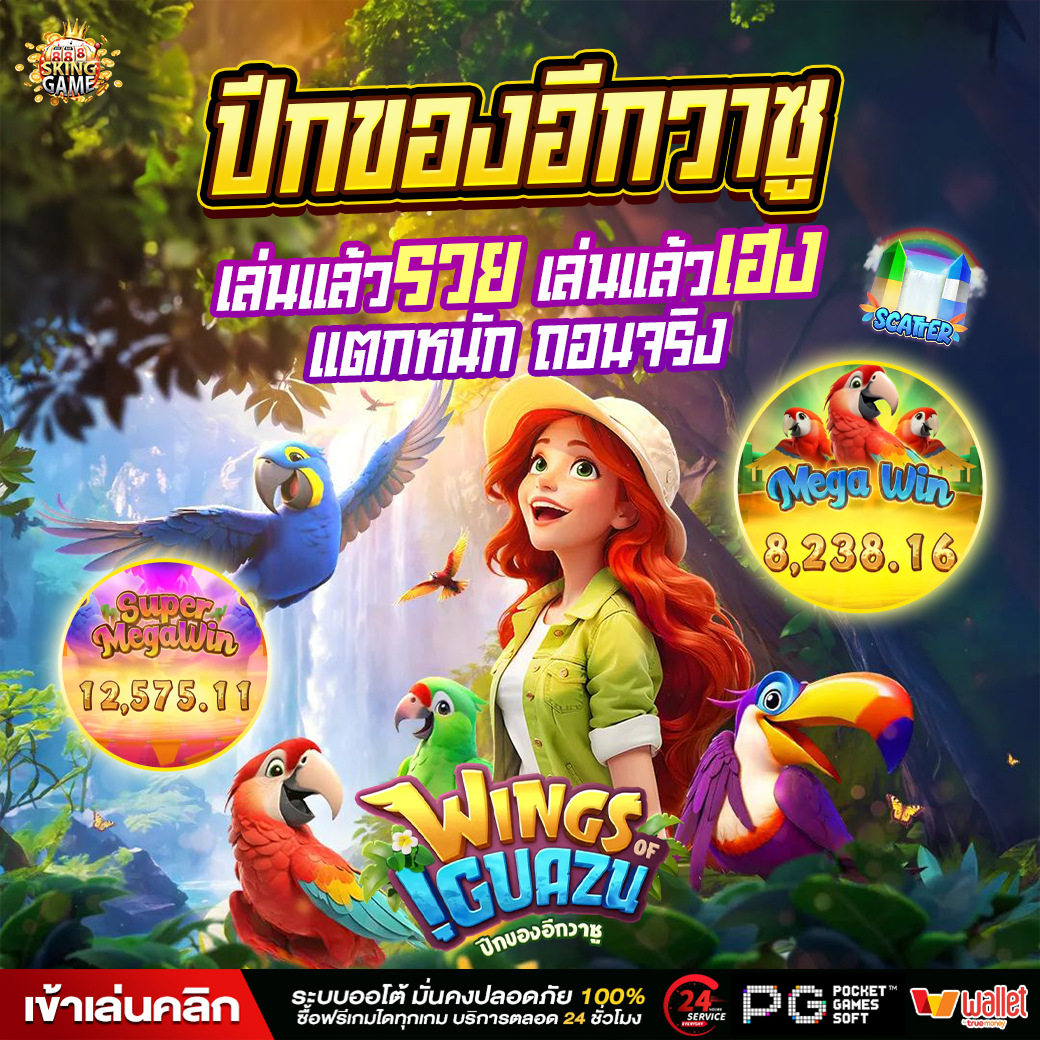 888
SKING
GAME
ปีกของอีกวาซู
เล่นแล้วรวย เล่นแล้วเฮง
แตกหนัก ถอนจริง
SCATTER
Mega Win
8,238.16
Super
MegaWin
12,575.11
WINGS
OF
IGUAZU
ปีกของอีกวาซู
เข้าเล่นคลิก
ระบบออโต้ มั่นคงปลอดภัย 100%
ซื้อฟรีเกมได้ทุกเกม บริการตลอด 24 ชั่วโมง
24 HOURS
SERVICE
EVERYDAY
PG POCKET
GAMES
SOFT™
wallet
by truemoney